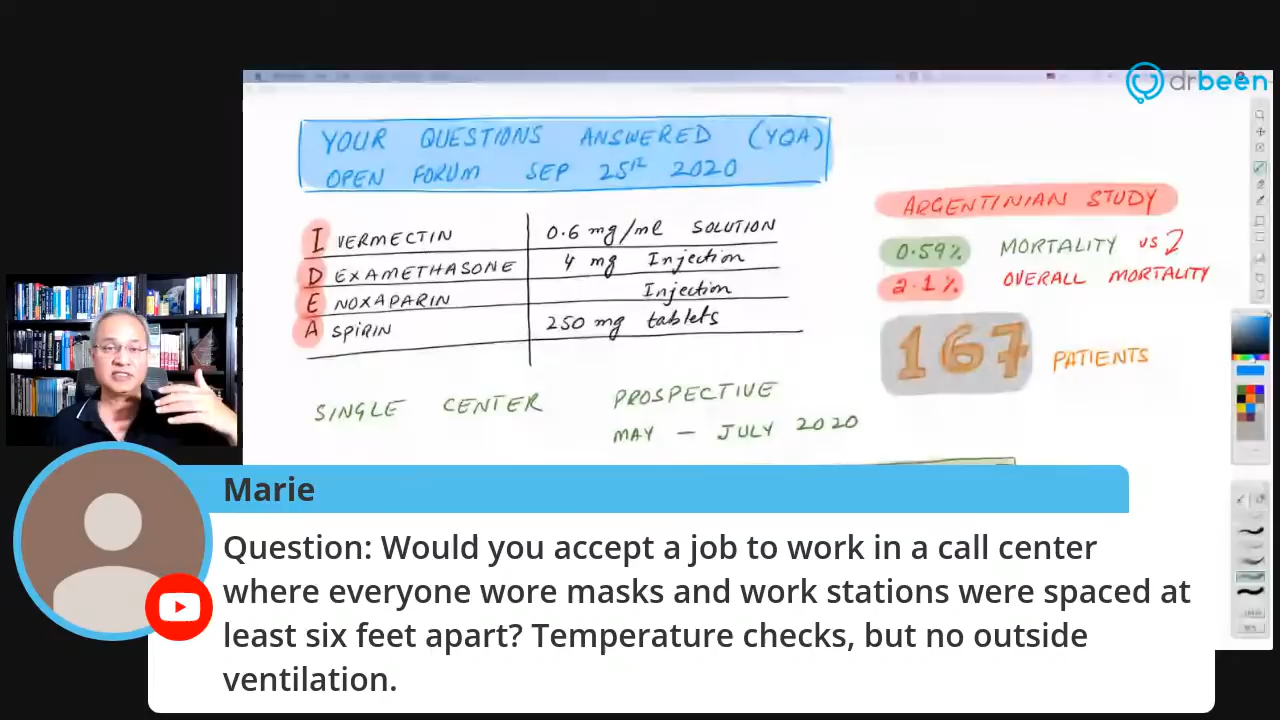 drbeen
YOUR QUESTIONS ANSWERED (YQA)
OPEN FORUM SEP 25th 2020
IVERMECTIN 0.6 mg/ml SOLUTION
DEXAMETHASONE 4 mg Injection
ENOXAPARIN Injection
ASPIRIN 250 mg tablets
SINGLE CENTER PROSPECTIVE
MAY – JULY 2020
ARGENTINIAN STUDY
0.59% MORTALITY vs
2.1% OVERALL MORTALITY
167 PATIENTS
Marie
Question: Would you accept a job to work in a call center
where everyone wore masks and work stations were spaced at
least six feet apart? Temperature checks, but no outside
ventilation.